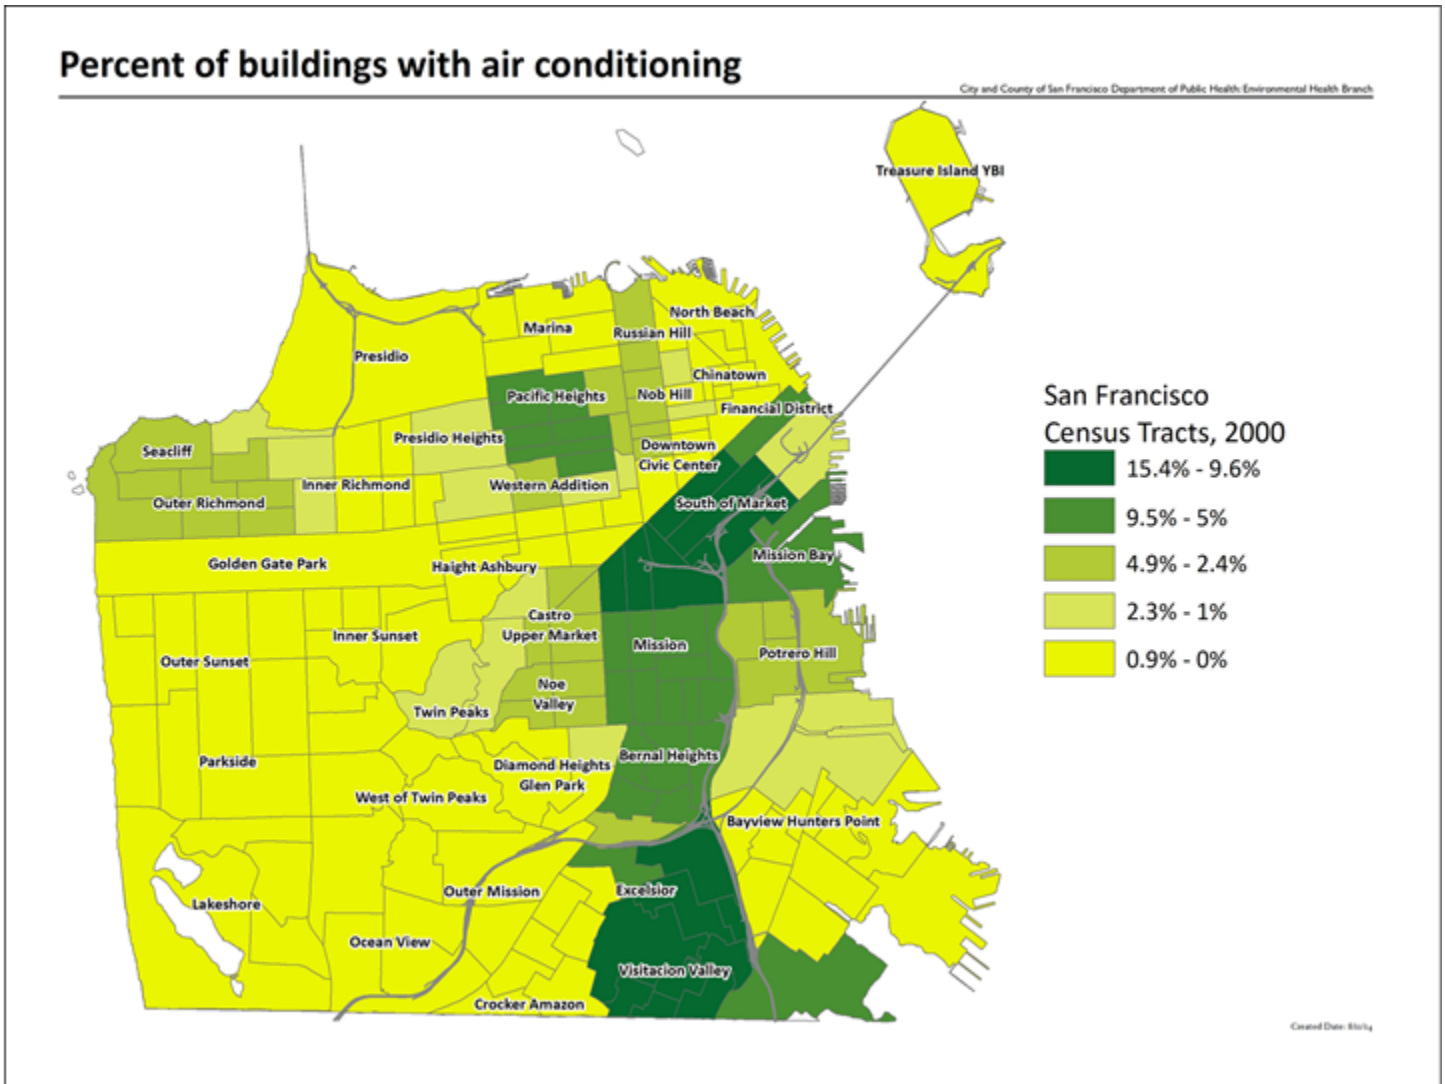 Percent of buildings with air conditioning
City and County of San Francisco Department of Public Health: Environmental Health Branch
Treasure Island YBI
North Beach
Marina
Russian Hill
Presidio
Chinatown
Pacific Heights
Nob Hill
Financial District
San Francisco
Census Tracts, 2000
Presidio Heights
Downtown
Civic Center
Seacliff
15.4% - 9.6%
Inner Richmond
Western Addition
Outer Richmond
South of Market
9.5% - 5%
Mission Bay
Golden Gate Park
Haight Ashbury
4.9% - 2.4%
Castro
Upper Market
2.3% - 1%
Inner Sunset
Mission
Potrero Hill
Outer Sunset
0.9% - 0%
Noe
Valley
Twin Peaks
Parkside
Diamond Heights
Glen Park
Bernal Heights
West of Twin Peaks
Bayview Hunters Point
Outer Mission
Excelsior
Lakeshore
Ocean View
Visitacion Valley
Crocker Amazon
Created Date: